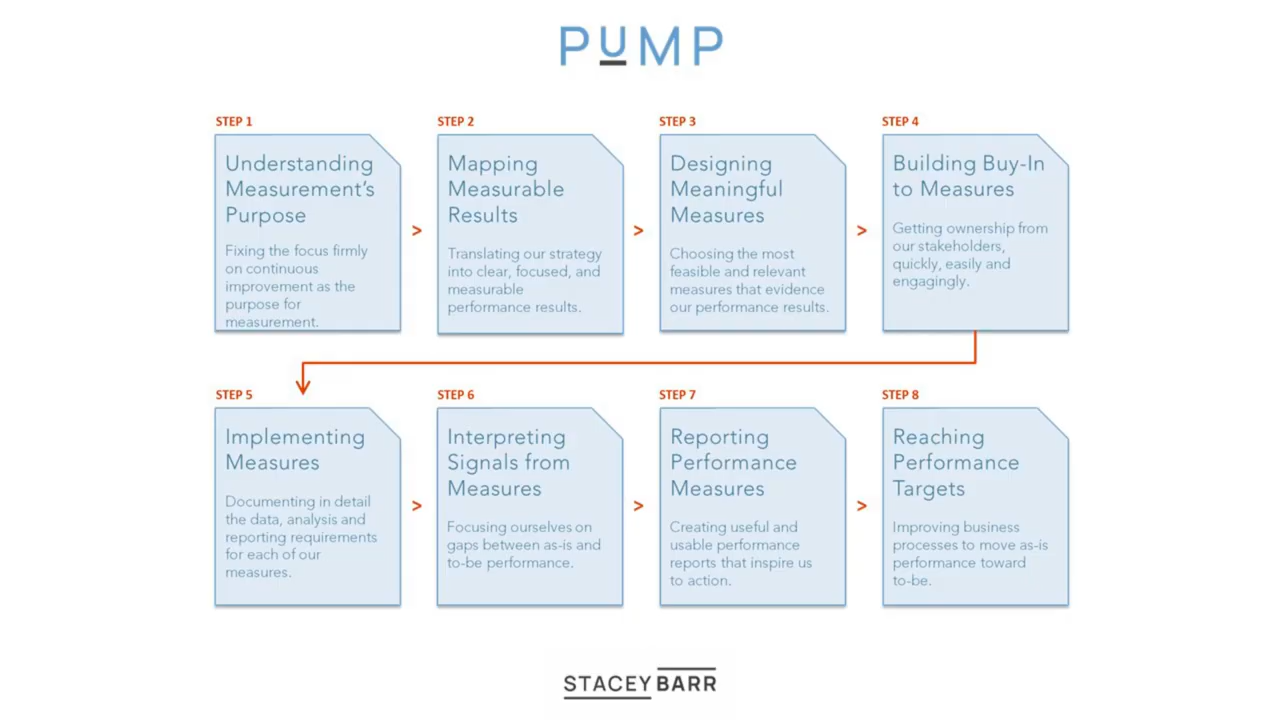 PUMP
STEP 1
Understanding
Measurement's
Purpose
Fixing the focus firmly
on continuous
improvement as the
purpose for
measurement.
>
STEP 2
Mapping
Measurable
Results
Translating our strategy
into clear, focused, and
measurable
performance results.
>
STEP 3
Designing
Meaningful
Measures
Choosing the most
feasible and relevant
measures that evidence
our performance results.
>
STEP 4
Building Buy-In
to Measures
Getting ownership from
our stakeholders,
quickly, easily and
engagingly.
STEP 5
Implementing
Measures
Documenting in detail
the data, analysis and
reporting requirements
for each of our
measures.
>
STEP 6
Interpreting
Signals from
Measures
Focusing ourselves on
gaps between as-is and
to-be performance.
>
STEP 7
Reporting
Performance
Measures
Creating useful and
usable performance
reports that inspire us
to action.
>
STEP 8
Reaching
Performance
Targets
Improving business
processes to move as-is
performance toward
to-be.
STACEY BARR